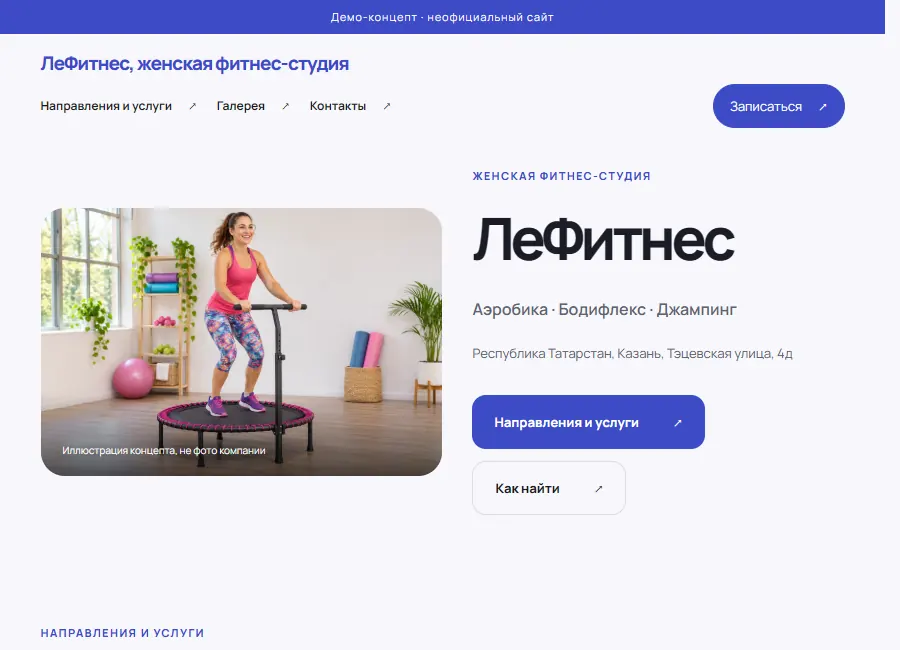 Демо-концепт · неофициальный сайт
ЛеФитнес, женская фитнес-студия
Направления и услуги ↗ Галерея ↗ Контакты ↗ Записаться ↗
ЖЕНСКАЯ ФИТНЕС-СТУДИЯ
ЛеФитнес
Аэробика · Бодифлекс · Джампинг
Республика Татарстан, Казань, Тэцевская улица, 4д
Направления и услуги ↗
Как найти ↗
Иллюстрация концепта, не фото компании
НАПРАВЛЕНИЯ И УСЛУГИ